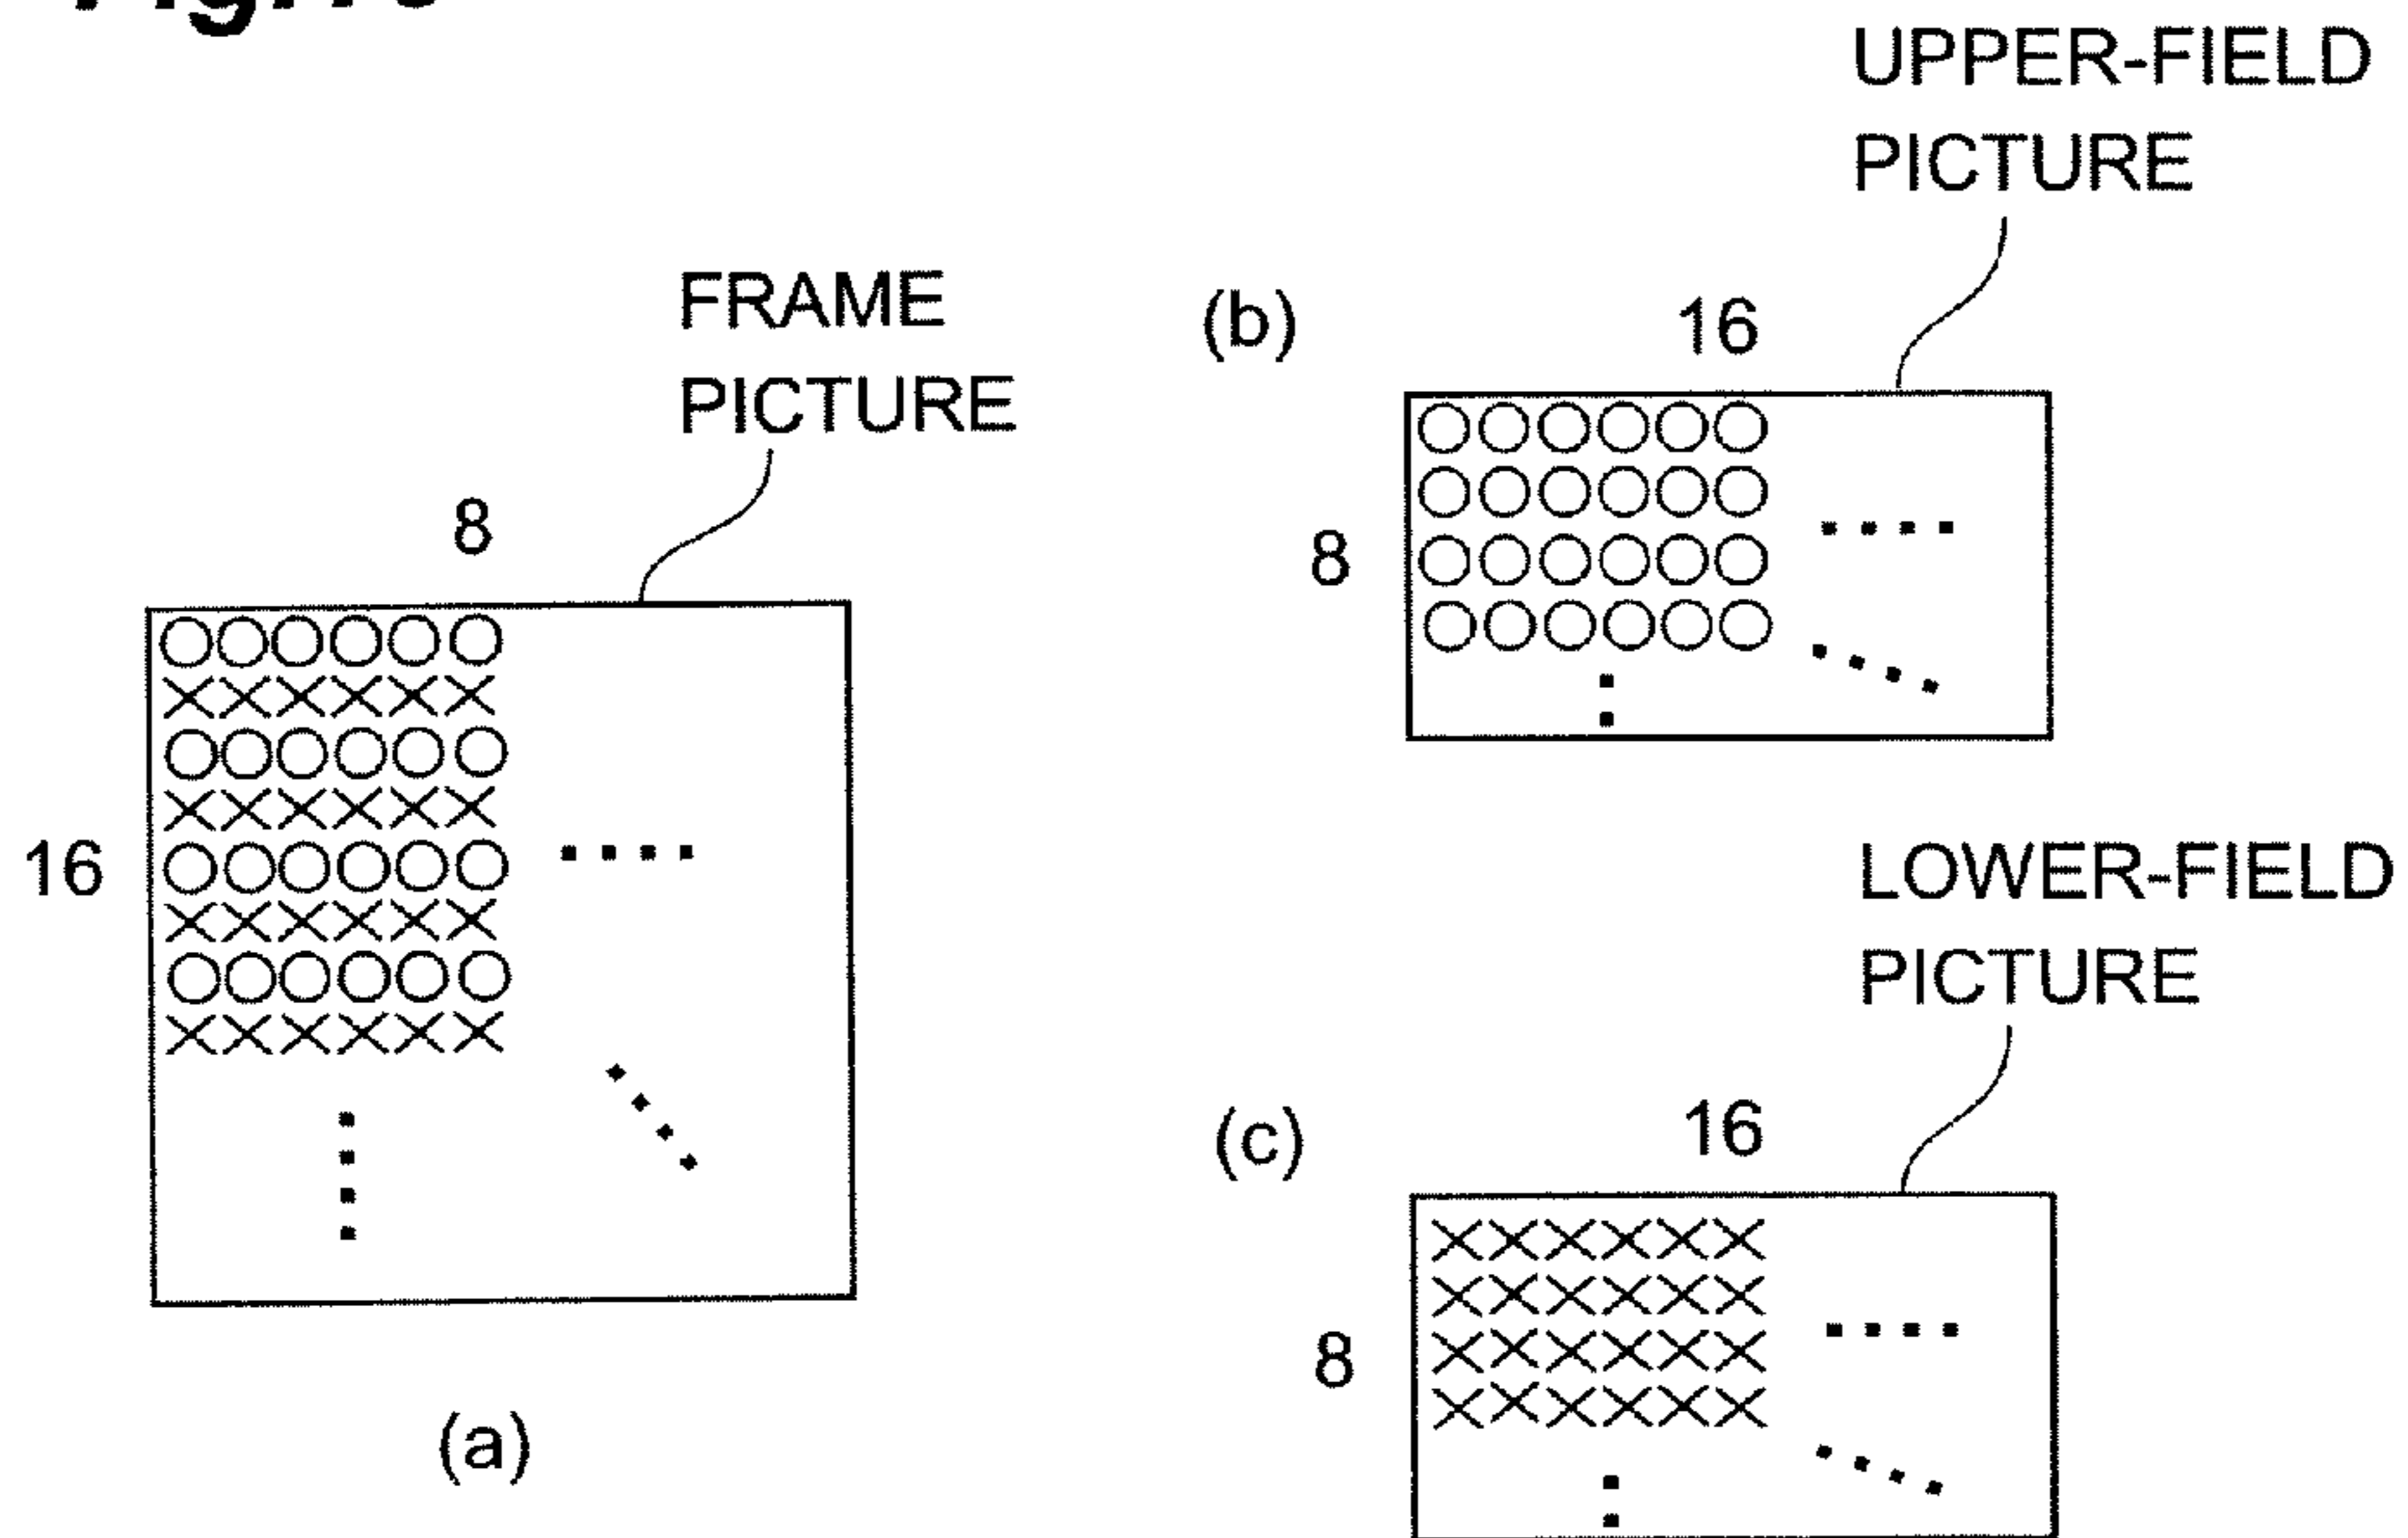 UPPER-FIELD
PICTURE
FRAME
PICTURE
(b)
16
8
8
16
LOWER-FIELD
PICTURE
(c)
16
8
(a)